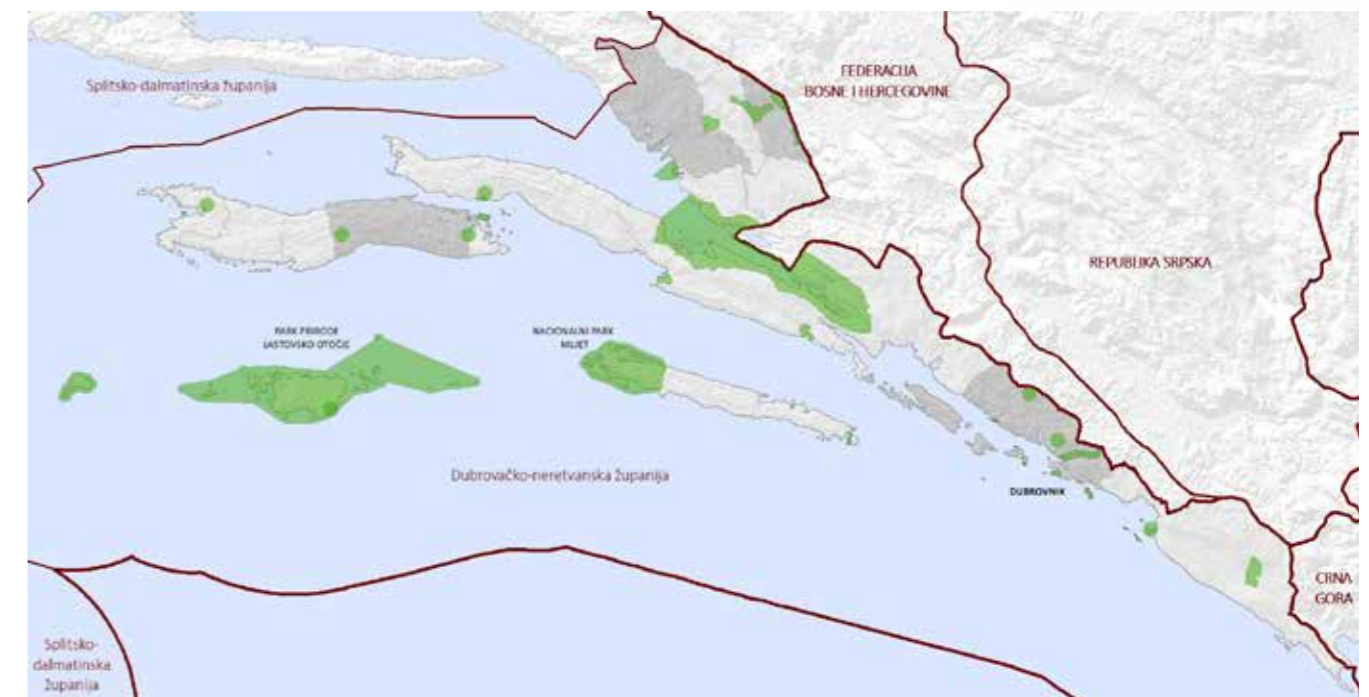 Splitsko-dalmatinska županija
FEDERACIJA
BOSNE I HERCEGOVINE
REPUBLIKA SRPSKA
PARK PRIRODE
LASTOVSKO OTOČJE
NACIONALNI PARK
MLJET
Dubrovačko-neretvanska županija
DUBROVNIK
CRNA
GORA
Splitsko-
dalmatinska
županija